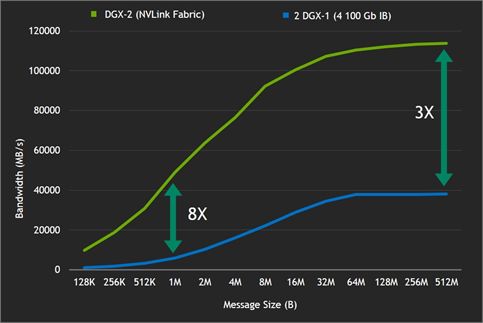 DGX-2 (NVLink Fabric) 2 DGX-1 (4 100 Gb IB)
120000
100000
80000
60000
40000
20000
0
Bandwidth (MB/s)
3X
8X
128K 256K 512K 1M 2M 4M 8M 16M 32M 64M 128M 256M 512M
Message Size (B)